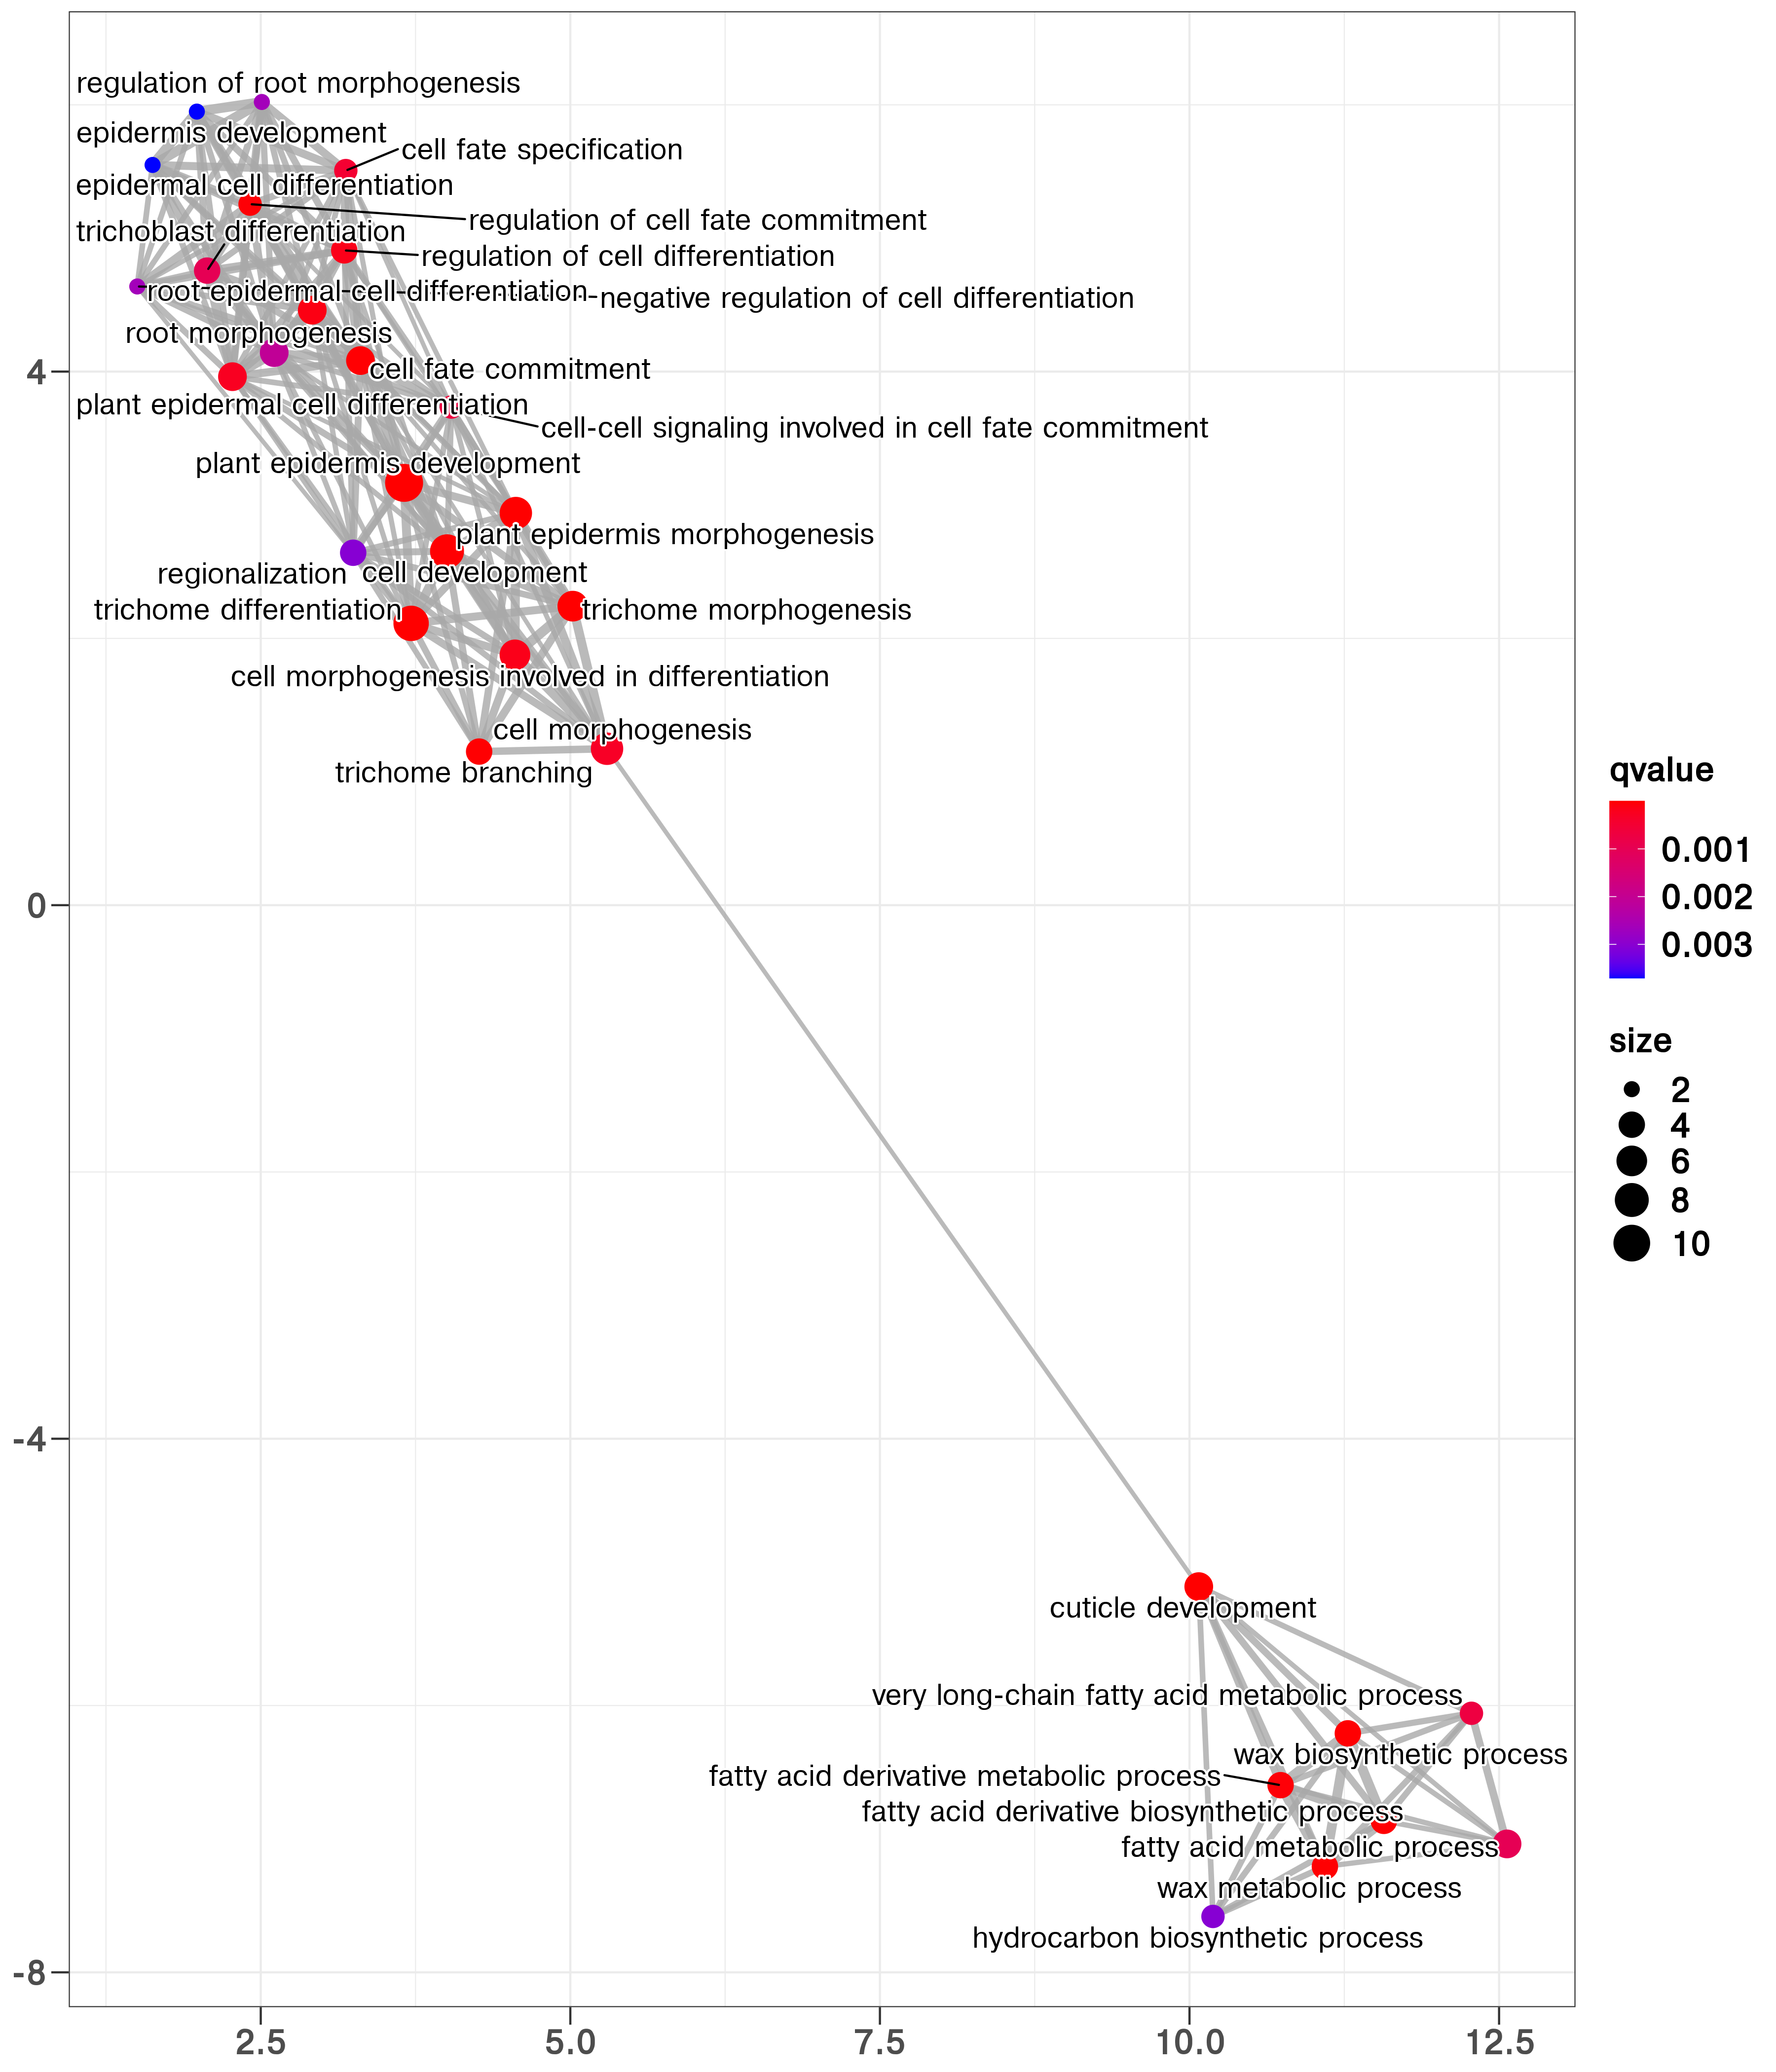 regulation of root morphogenesis
epidermis development
cell fate specification
epidermal cell differentiation
regulation of cell fate commitment
trichoblast differentiation
regulation of cell differentiation
root epidermal cell differentiation
negative regulation of cell differentiation
root morphogenesis
cell fate commitment
plant epidermal cell differentiation
cell-cell signaling involved in cell fate commitment
plant epidermis development
plant epidermis morphogenesis
regionalization
cell development
trichome differentiation
trichome morphogenesis
cell morphogenesis involved in differentiation
cell morphogenesis
trichome branching
cuticle development
very long-chain fatty acid metabolic process
wax biosynthetic process
fatty acid derivative metabolic process
fatty acid derivative biosynthetic process
fatty acid metabolic process
wax metabolic process
hydrocarbon biosynthetic process
4
0
-4
-8
2.5
5.0
7.5
10.0
12.5
qvalue
0.001
0.002
0.003
size
2
4
6
8
10